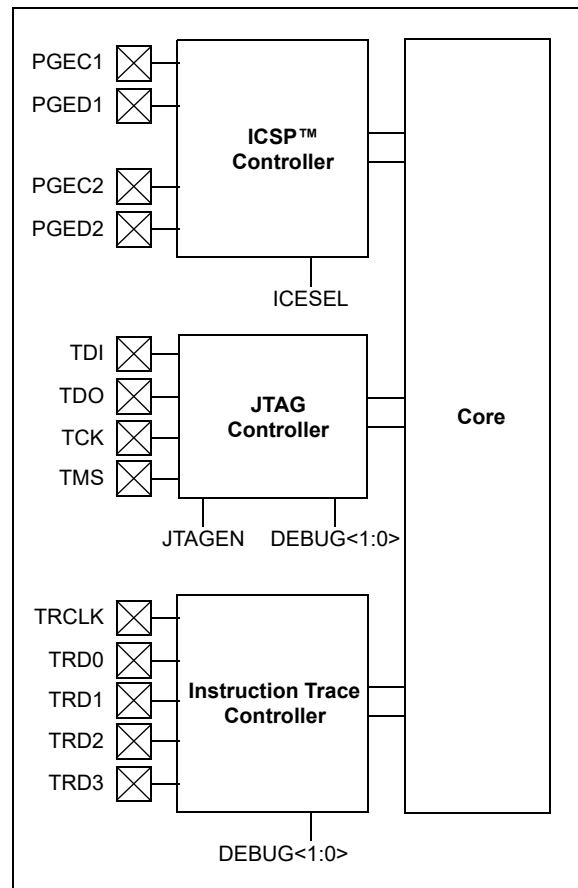 PGEC1
PGED1
ICSP™
Controller
PGEC2
PGED2
ICESEL
TDI
TDO
TCK
TMS
JTAG
Controller
Core
JTAGEN
DEBUG<1:0>
TRCLK
TRD0
TRD1
TRD2
TRD3
Instruction Trace
Controller
DEBUG<1:0>